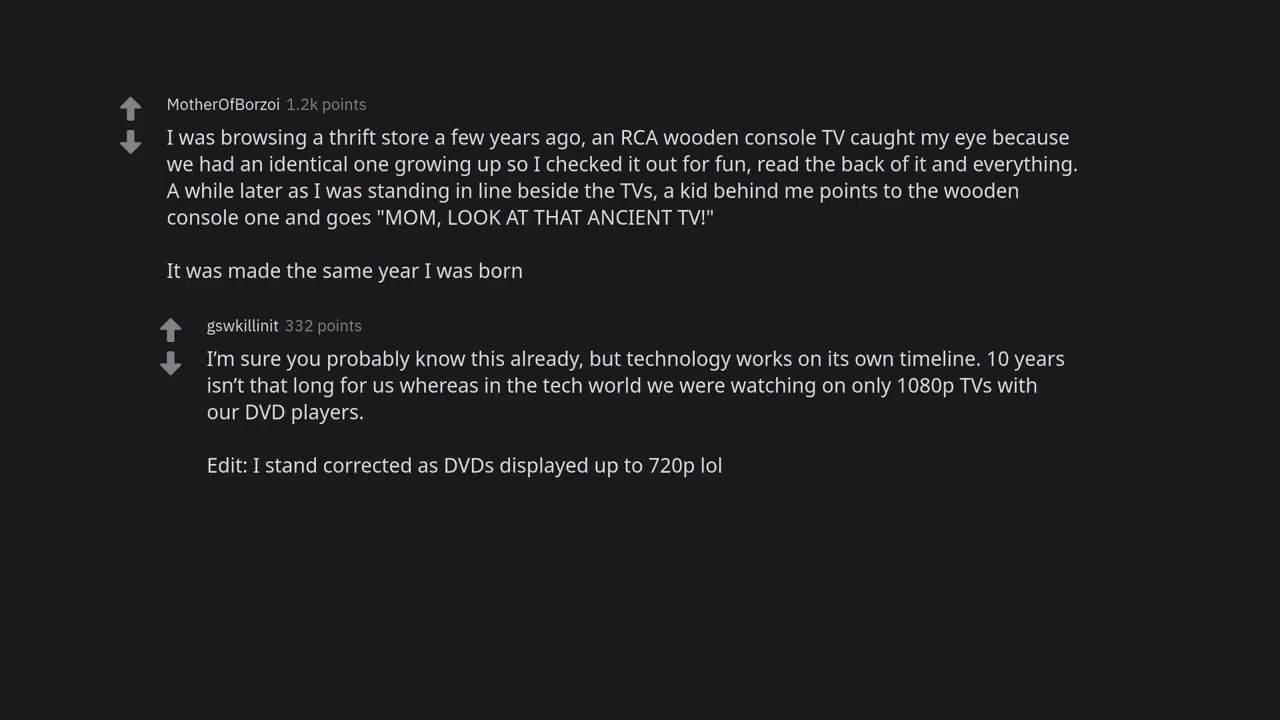 MotherOfBorzoi 1.2k points
I was browsing a thrift store a few years ago, an RCA wooden console TV caught my eye because
we had an identical one growing up so I checked it out for fun, read the back of it and everything.
A while later as I was standing in line beside the TVs, a kid behind me points to the wooden
console one and goes "MOM, LOOK AT THAT ANCIENT TV!"
It was made the same year I was born
gswkillinit 332 points
I’m sure you probably know this already, but technology works on its own timeline. 10 years
isn’t that long for us whereas in the tech world we were watching on only 1080p TVs with
our DVD players.
Edit: I stand corrected as DVDs displayed up to 720p lol